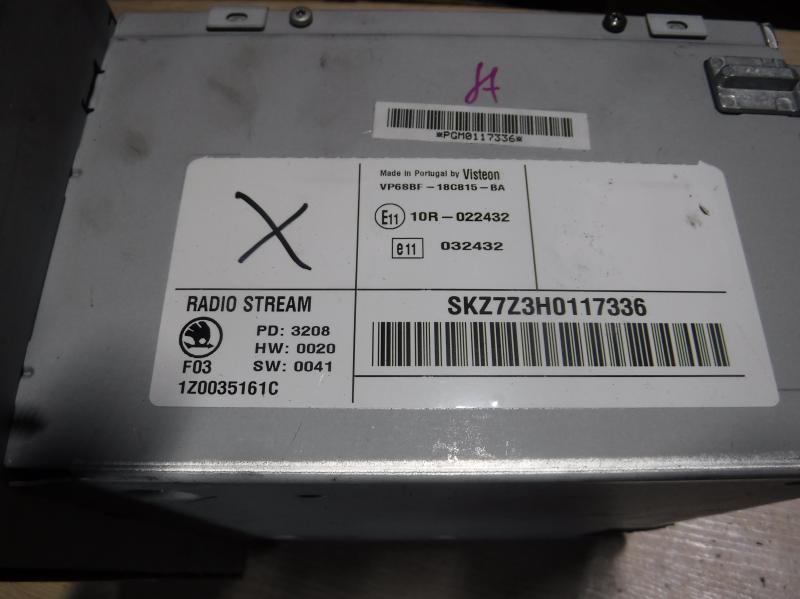 *PGM0117336*
Made in Portugal by Visteon
VP68BF-18C815-BA
E11 10R-022432
e11 032432
RADIO STREAM
SKZ7Z3H0117336
PD: 3208
HW: 0020
F03 SW: 0041
1Z0035161C